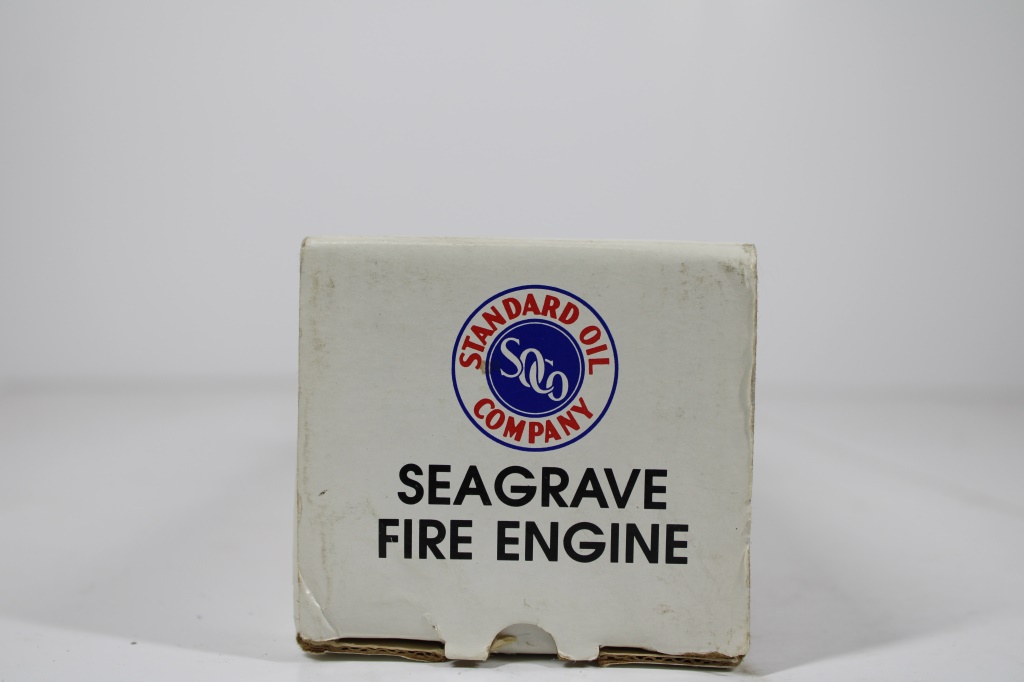 STANDARD OIL
SOCO
COMPANY
SEAGRAVE
FIRE ENGINE